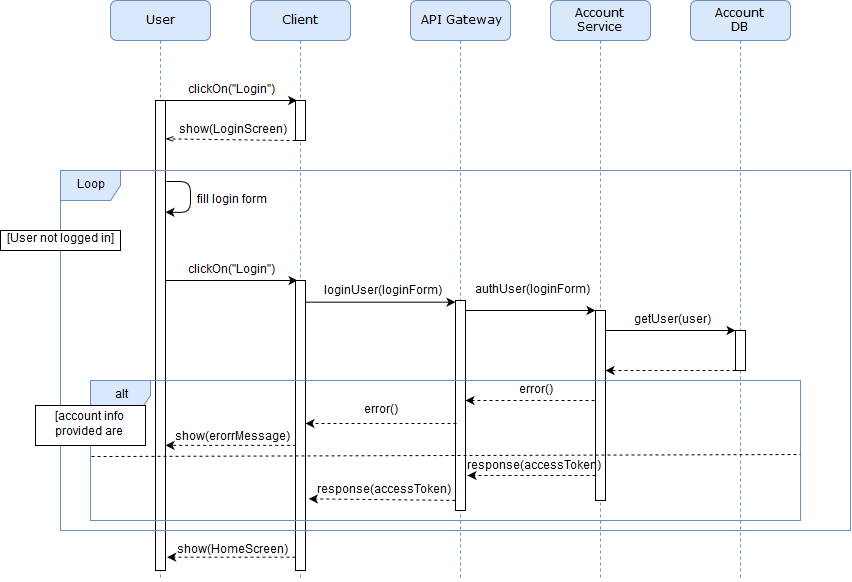 User
Client
API Gateway
Account
Service
Account
DB
clickOn("Login")
show(LoginScreen)
Loop
fill login form
[User not logged in]
clickOn("Login")
loginUser(loginForm)
authUser(loginForm)
getUser(user)
alt
error()
[account info
provided are
error()
show(erorrMessage)
response(accessToken)
response(accessToken)
show(HomeScreen)